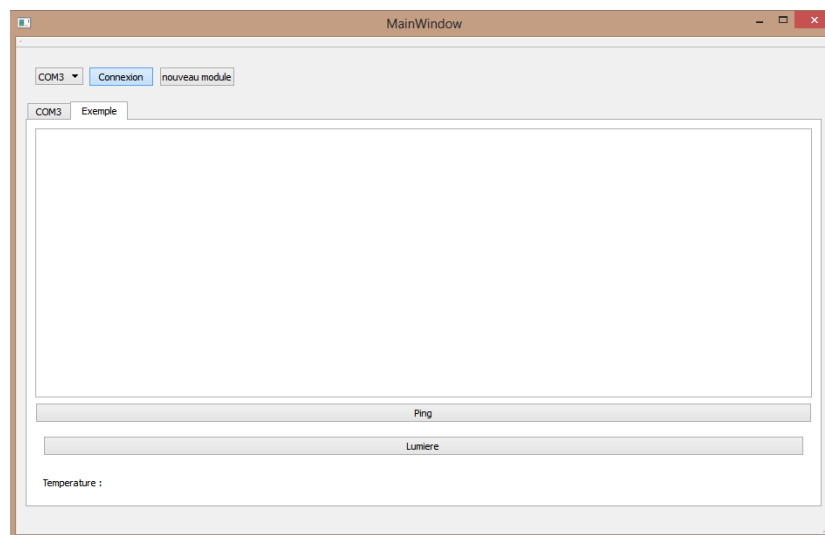 MainWindow
COM3 Connexion nouveau module
COM3 Exemple
Ping
Lumiere
Temperature :